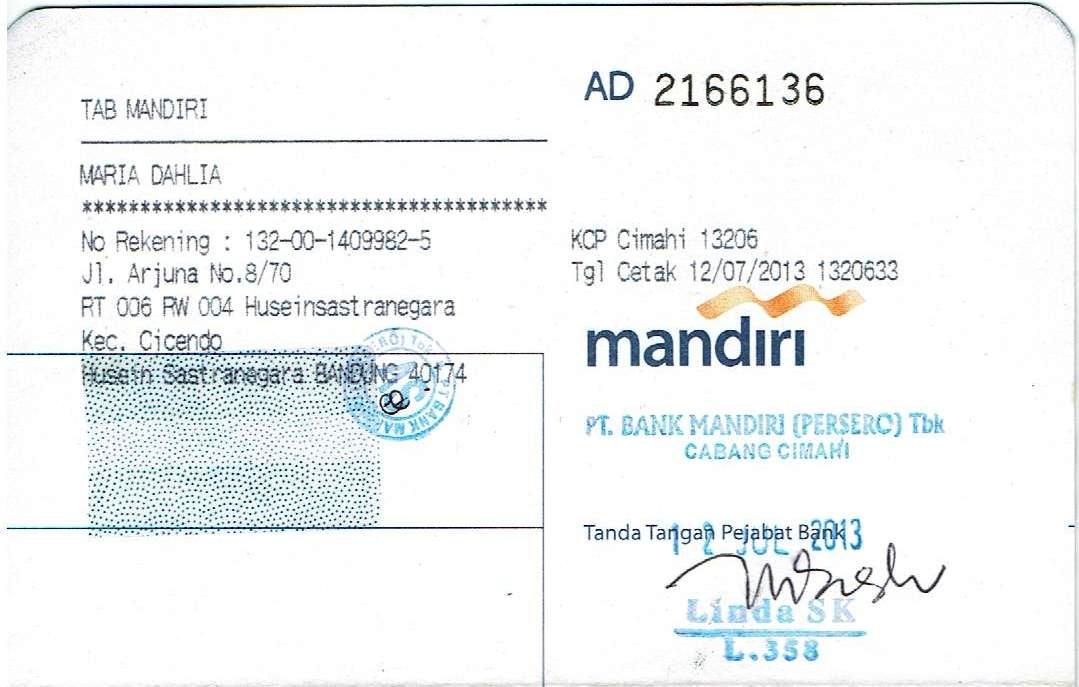 TAB MANDIRI
MARIA DAHLIA
****************************************
No Rekening : 132-00-1409982-5
Jl. Arjuna No.8/70
RT 006 RW 004 Huseinsastranegara
Kec. Cicendo
Husein Sastranegara BANDUNG 40174
AD 2166136
KCP Cimahi 13206
Tgl Cetak 12/07/2013 1320633
mandiri
PT. BANK MANDIRI (PERSERO) Tbk
CABANG CIMAHI
Tanda Tangan Pejabat Bank
12 JUL 2013
Linda SK
L.358